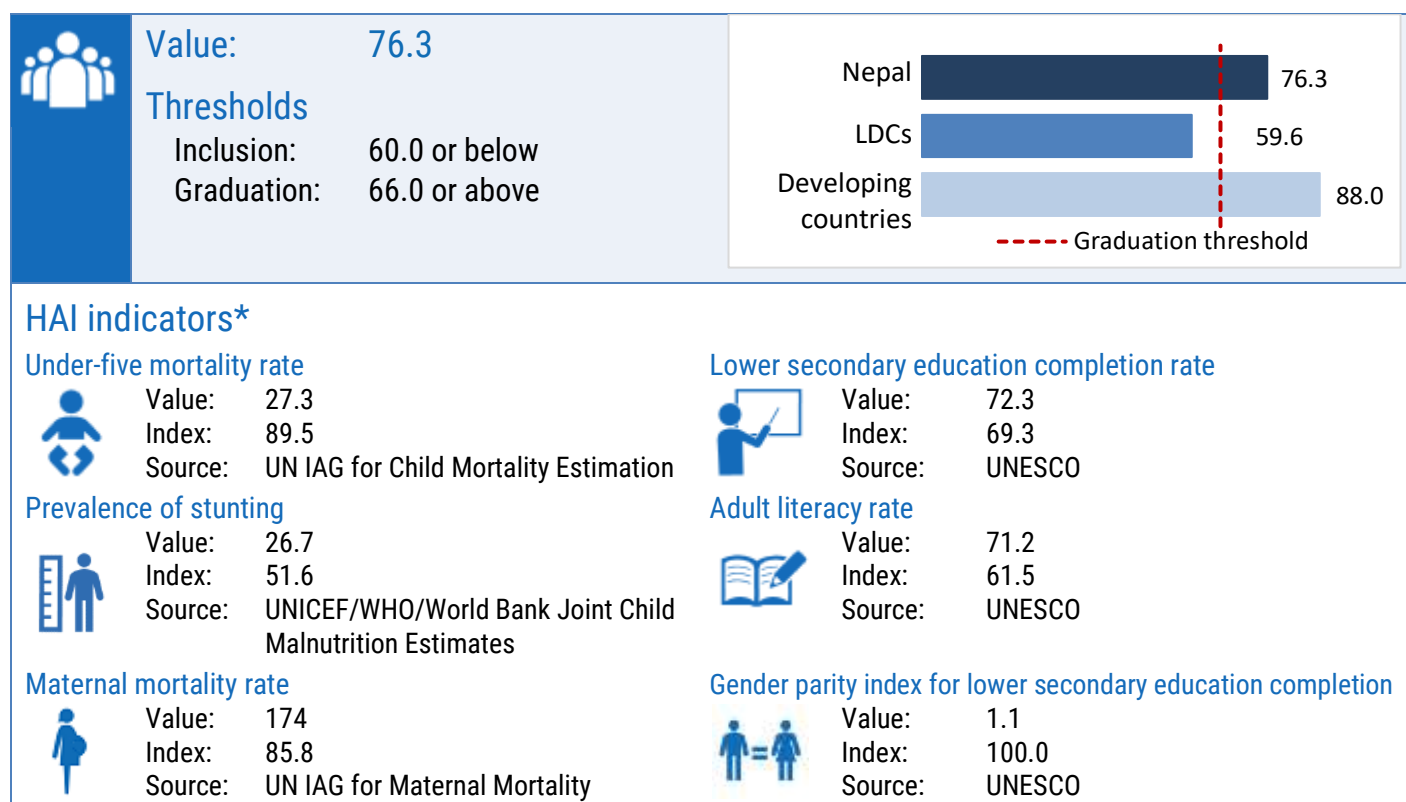 Value: 76.3
Thresholds
Inclusion: 60.0 or below
Graduation: 66.0 or above
Nepal 76.3
LDCs 59.6
Developing
countries 88.0
Graduation threshold
HAI indicators*
Under-five mortality rate
Value: 27.3
Index: 89.5
Source: UN IAG for Child Mortality Estimation
Prevalence of stunting
Value: 26.7
Index: 51.6
Source: UNICEF/WHO/World Bank Joint Child
Malnutrition Estimates
Maternal mortality rate
Value: 174
Index: 85.8
Source: UN IAG for Maternal Mortality
Lower secondary education completion rate
Value: 72.3
Index: 69.3
Source: UNESCO
Adult literacy rate
Value: 71.2
Index: 61.5
Source: UNESCO
Gender parity index for lower secondary education completion
Value: 1.1
Index: 100.0
Source: UNESCO